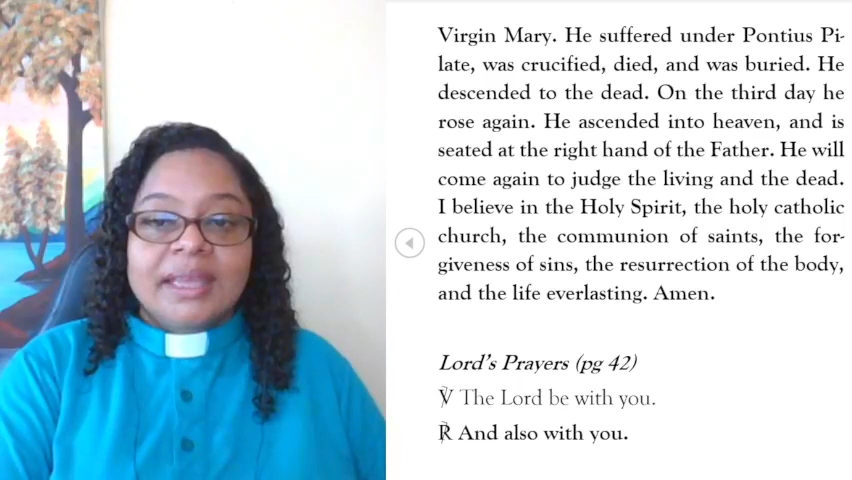 Virgin Mary. He suffered under Pontius Pi-
late, was crucified, died, and was buried. He
descended to the dead. On the third day he
rose again. He ascended into heaven, and is
seated at the right hand of the Father. He will
come again to judge the living and the dead.
I believe in the Holy Spirit, the holy catholic
church, the communion of saints, the for-
giveness of sins, the resurrection of the body,
and the life everlasting. Amen.
Lord's Prayers (pg 42)
℣ The Lord be with you.
℟ And also with you.